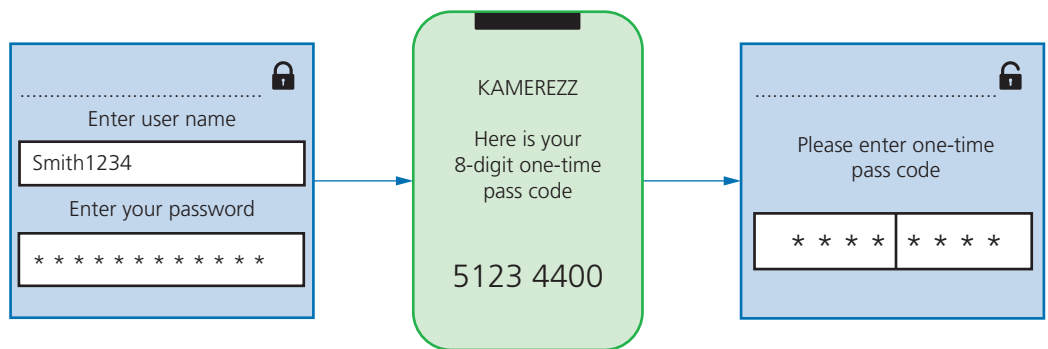 Enter user name
Smith1234
Enter your password
* * * * * * * * * * * *
KAMEREZZ
Here is your
8-digit one-time
pass code
5123 4400
Please enter one-time
pass code
* * * * * * * *